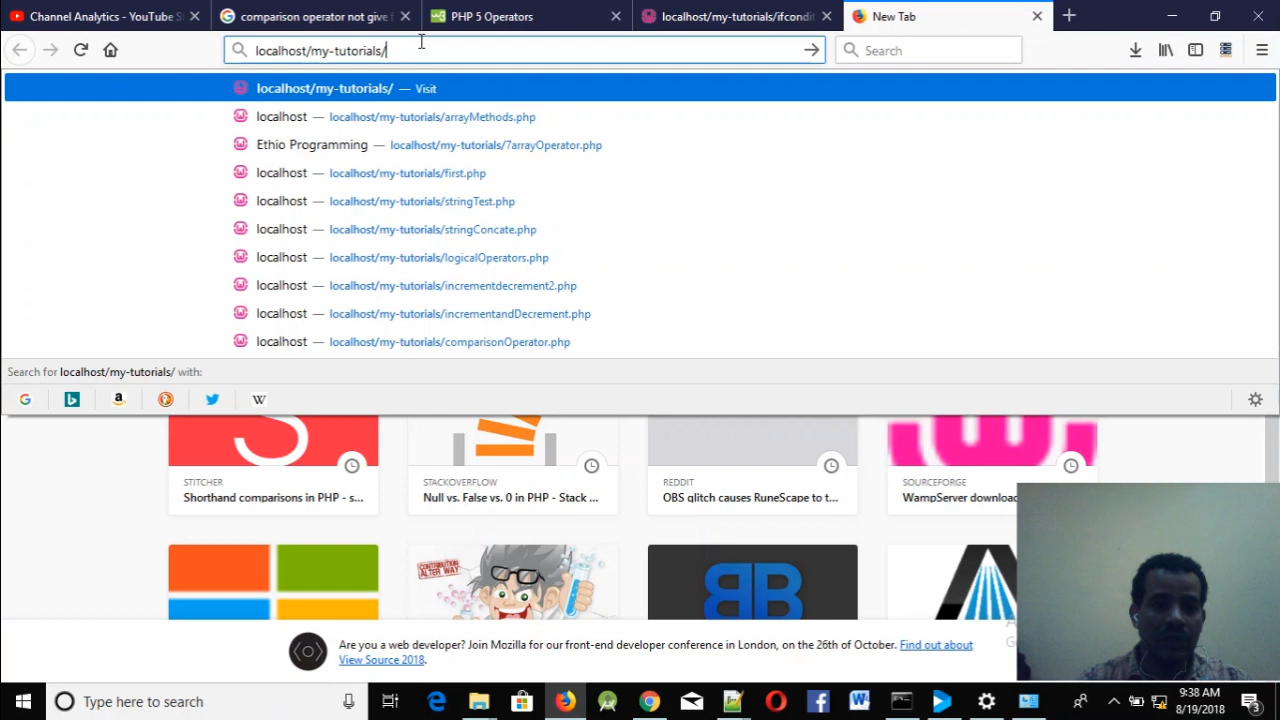 Channel Analytics - YouTube S
comparison operator not give f
PHP 5 Operators
localhost/my-tutorials/ifcondit
New Tab
localhost/my-tutorials/
Search
localhost/my-tutorials/ — Visit
localhost — localhost/my-tutorials/arrayMethods.php
Ethio Programming — localhost/my-tutorials/7arrayOperator.php
localhost — localhost/my-tutorials/first.php
localhost — localhost/my-tutorials/stringTest.php
localhost — localhost/my-tutorials/stringConcate.php
localhost — localhost/my-tutorials/logicalOperators.php
localhost — localhost/my-tutorials/incrementdecrement2.php
localhost — localhost/my-tutorials/incrementandDecrement.php
localhost — localhost/my-tutorials/comparisonOperator.php
Search for localhost/my-tutorials/ with:
STITCHER
Shorthand comparisons in PHP - s...
STACKOVERFLOW
Null vs. False vs. 0 in PHP - Stack ...
REDDIT
OBS glitch causes RuneScape to t...
SOURCEFORGE
WampServer download
CONTRIBUTION
ALTER WAY
BB
Are you a web developer? Join Mozilla for our front-end developer conference in London, on the 26th of October. Find out about
View Source 2018.
Type here to search
9:38 AM
8/19/2018
3